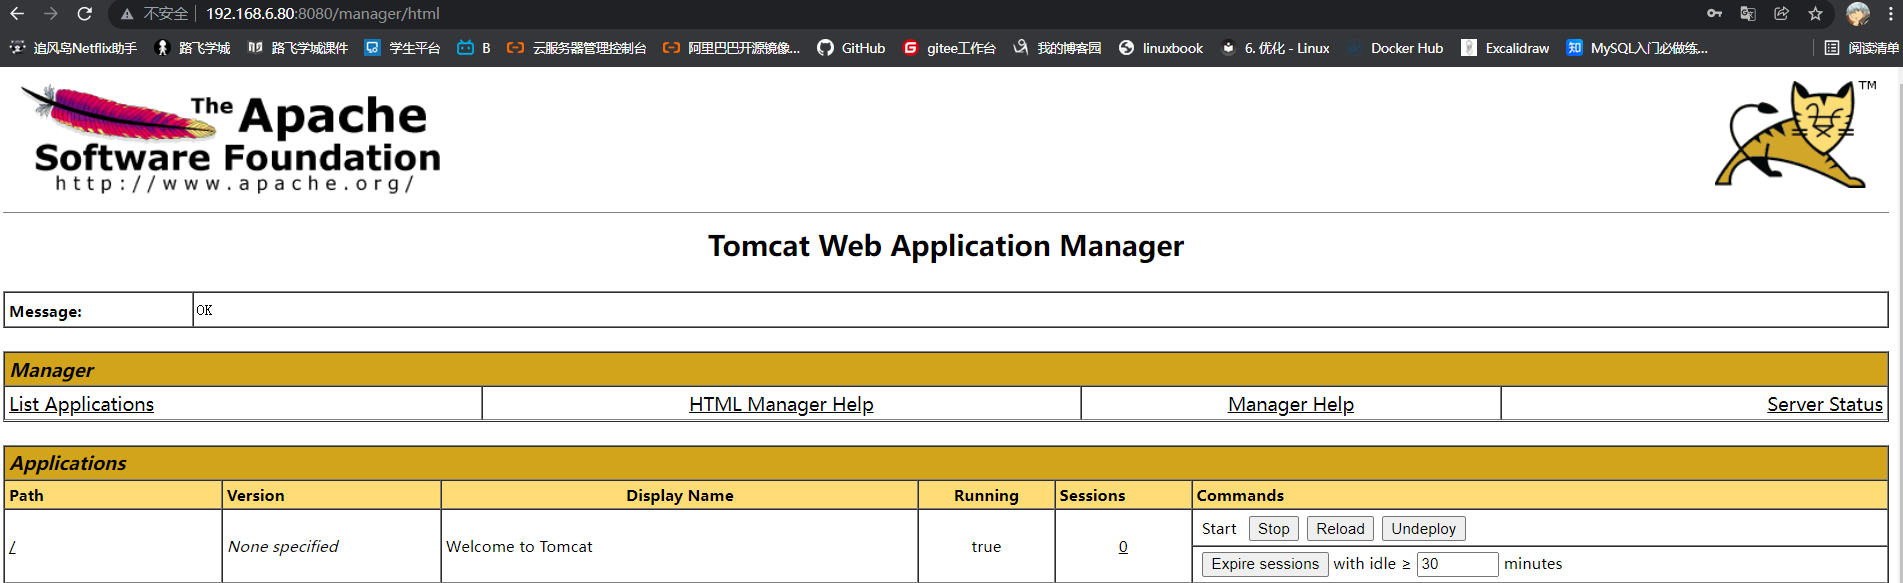 不安全 192.168.6.80:8080/manager/html
追风鸟Netflix助手 路飞学城 路飞学城课件 学生平台 B 云服务器管理控制台 阿里巴巴开源镜像... GitHub gitee工作台 我的博客园 linuxbook 6. 优化 - Linux Docker Hub Excalidraw 知 MySQL入门必做练... 阅读清单
The Apache
Software Foundation
http://www.apache.org/
TM
Tomcat Web Application Manager
Message: OK
Manager
List Applications HTML Manager Help Manager Help Server Status
Applications
Path Version Display Name Running Sessions Commands
/ None specified Welcome to Tomcat true 0 Start Stop Reload Undeploy
Expire sessions with idle ≥ 30 minutes